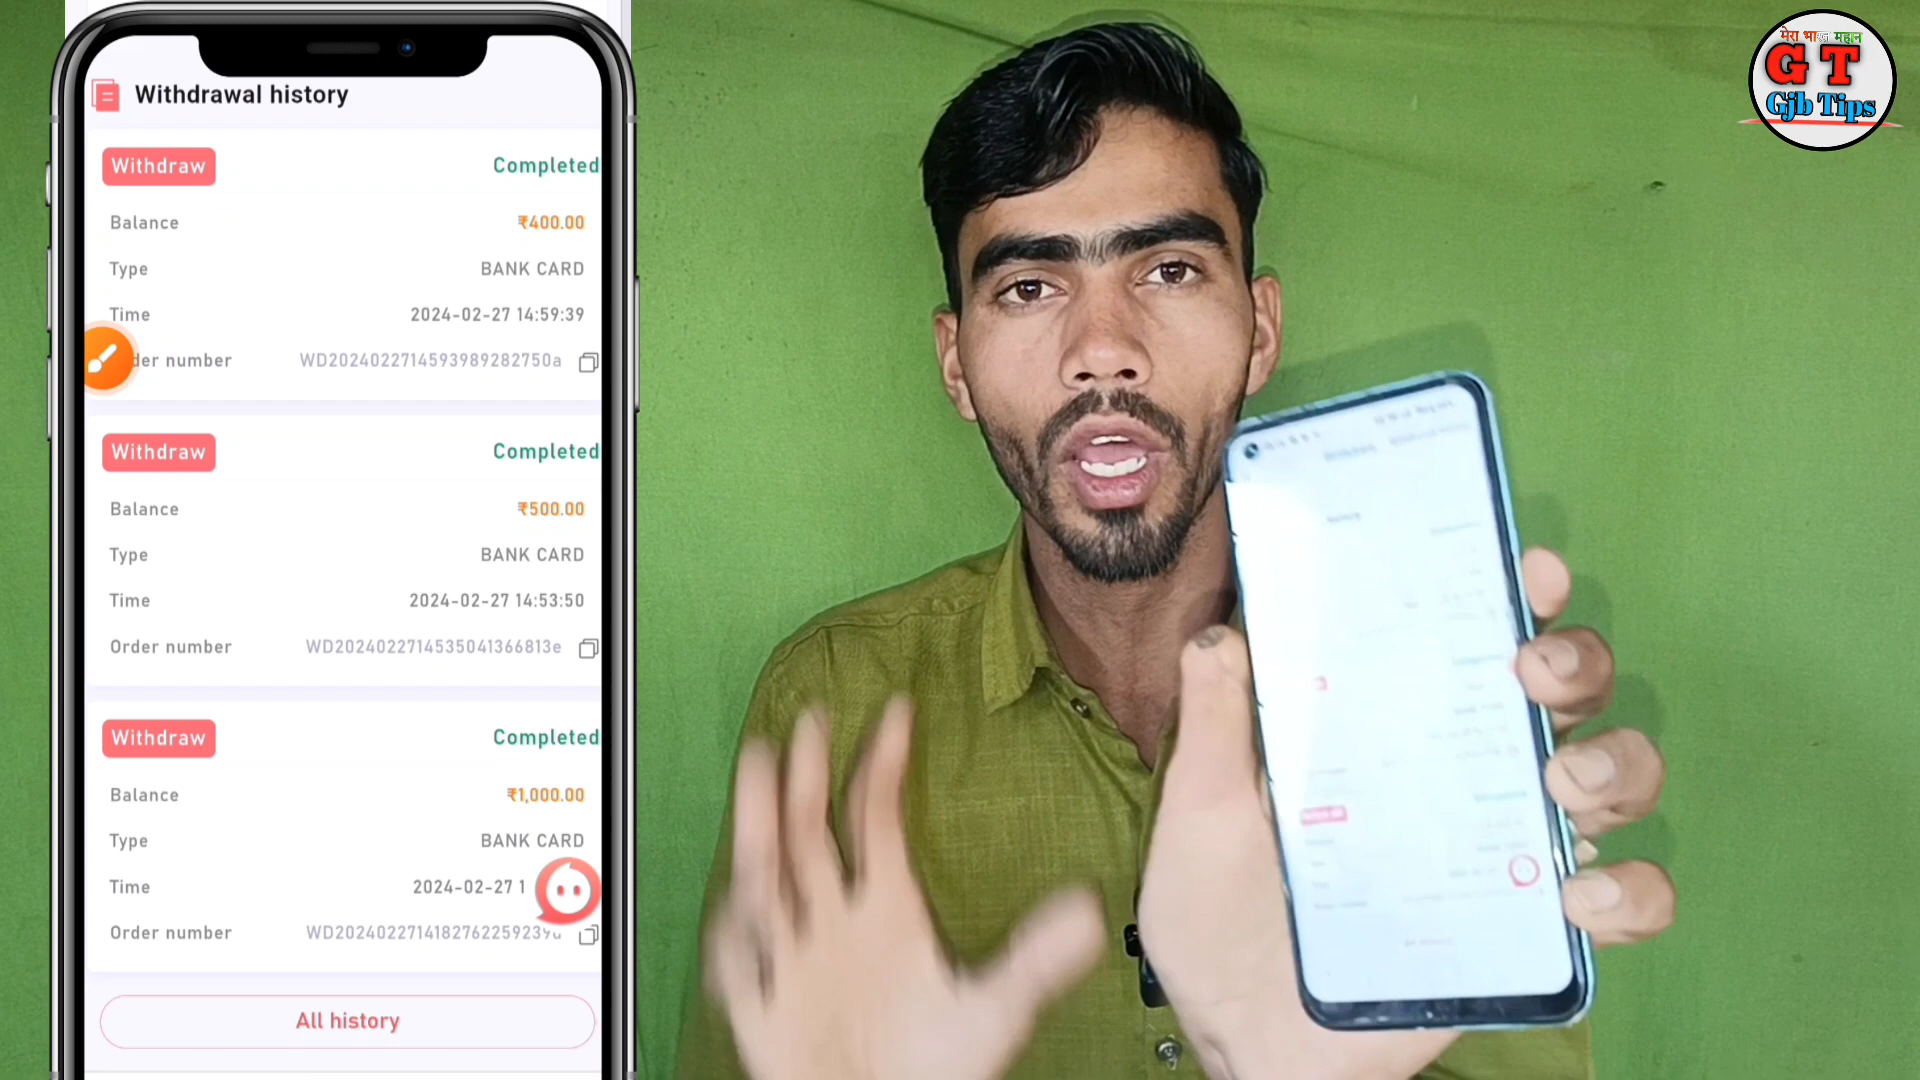 Withdrawal history
Withdraw Completed
Balance ₹400.00
Type BANK CARD
Time 2024-02-27 14:59:39
der number WD2024022714593989282750a
Withdraw Completed
Balance ₹500.00
Type BANK CARD
Time 2024-02-27 14:53:50
Order number WD2024022714535041366813e
Withdraw Completed
Balance ₹1,000.00
Type BANK CARD
Time 2024-02-27 1
Order number
All history
मेरा भारत महान
G T
Gjb Tips